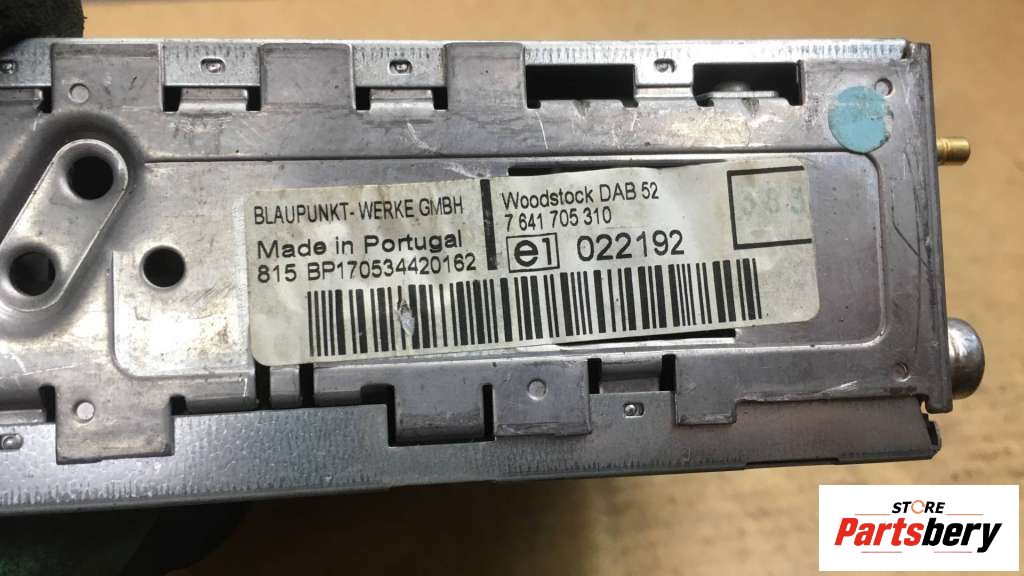 BLAUPUNKT - WERKE GMBH
Made in Portugal
815 BP170534420162
Woodstock DAB 52
7 641 705 310
e1 022192
STORE
Partsbery